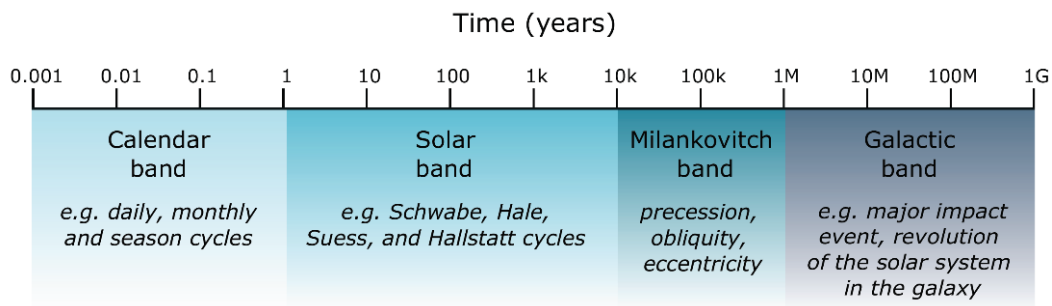 Time (years)
0.001 0.01 0.1 1 10 100 1k 10k 100k 1M 10M 100M 1G
Calendar
band
e.g. daily, monthly
and season cycles
Solar
band
e.g. Schwabe, Hale,
Suess, and Hallstatt cycles
Milankovitch
band
precession,
obliquity,
eccentricity
Galactic
band
e.g. major impact
event, revolution
of the solar system
in the galaxy